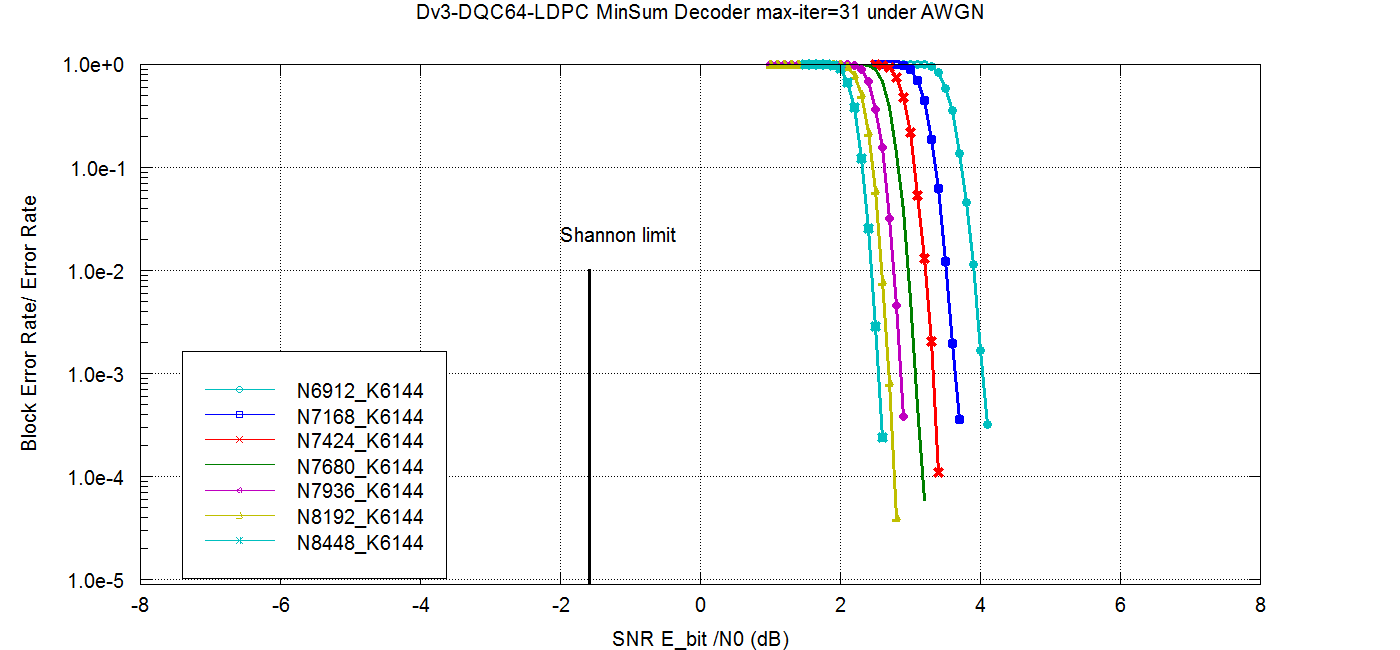 Dv3-DQC64-LDPC MinSum Decoder max-iter=31 under AWGN
1.0e+0
1.0e-1
1.0e-2
1.0e-3
1.0e-4
1.0e-5
Block Error Rate/ Error Rate
Shannon limit
N6912_K6144
N7168_K6144
N7424_K6144
N7680_K6144
N7936_K6144
N8192_K6144
N8448_K6144
-8 -6 -4 -2 0 2 4 6 8
SNR E_bit /N0 (dB)